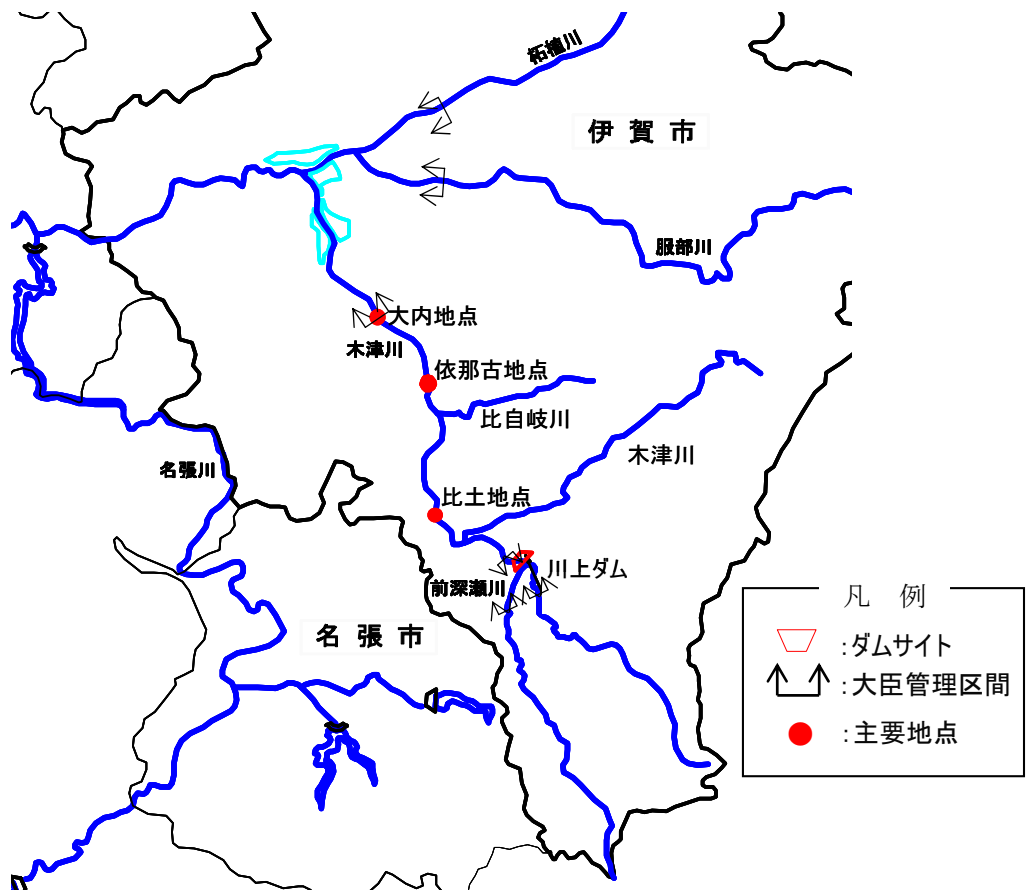 柘植川
伊賀市
服部川
大内地点
木津川
依那古地点
比自岐川
木津川
名張川
比土地点
川上ダム
前深瀬川
名張市
凡 例
:ダムサイト
:大臣管理区間
:主要地点